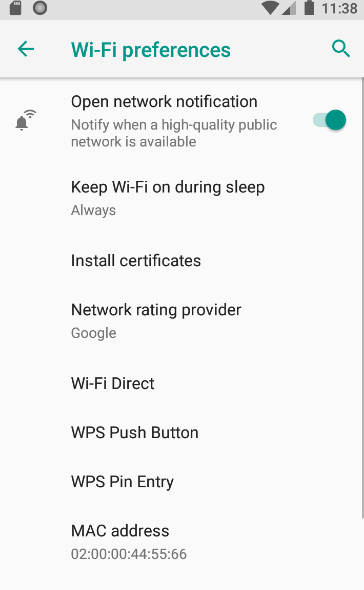 11:38
Wi-Fi preferences
Open network notification
Notify when a high-quality public
network is available
Keep Wi-Fi on during sleep
Always
Install certificates
Network rating provider
Google
Wi-Fi Direct
WPS Push Button
WPS Pin Entry
MAC address
02:00:00:44:55:66